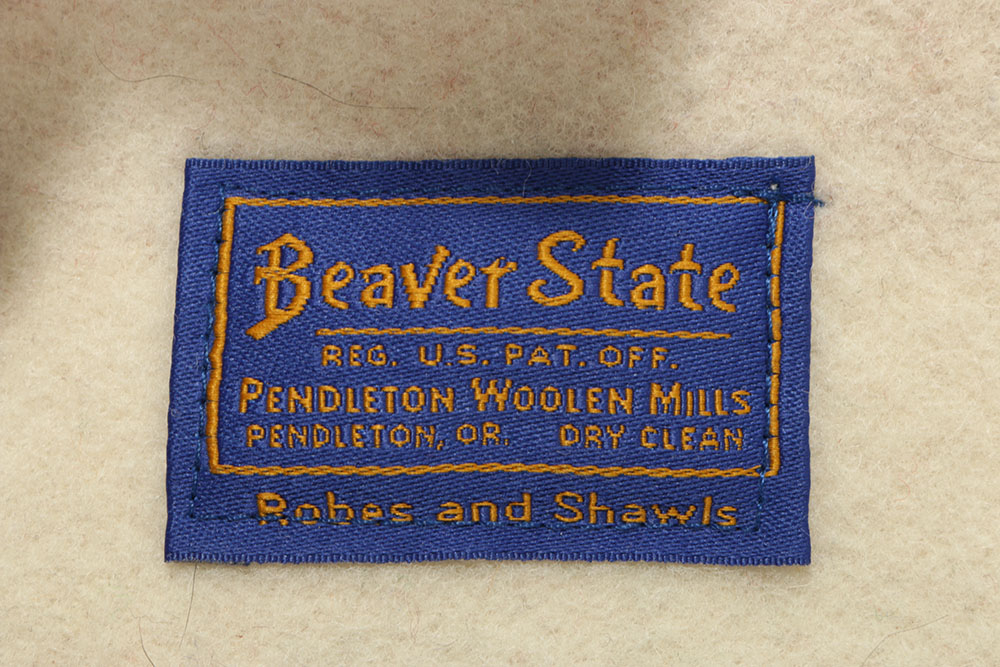 Beaver State
REG. U.S. PAT. OFF.
PENDLETON WOOLEN MILLS
PENDLETON, OR. DRY CLEAN
Robes and Shawls